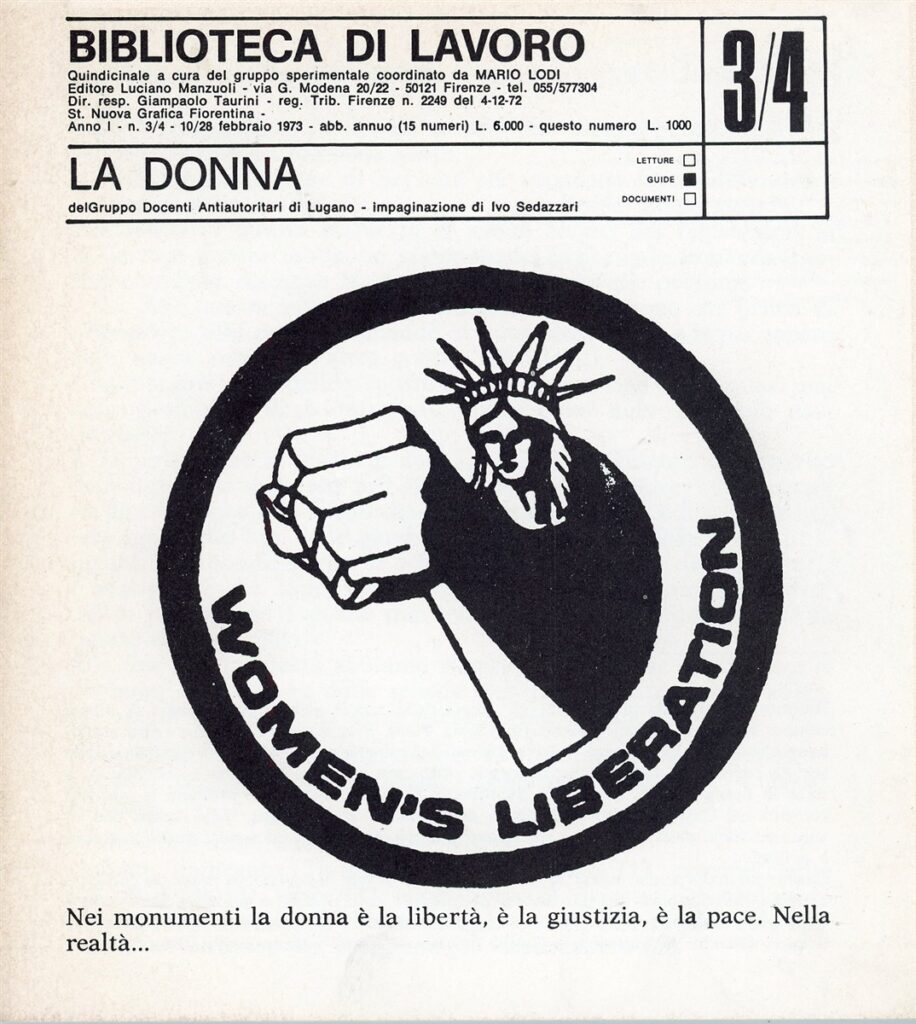 BIBLIOTECA DI LAVORO
Quindicinale a cura del gruppo sperimentale coordinato da MARIO LODI
Editore Luciano Manzuoli - via G. Modena 20/22 - 50121 Firenze - tel. 055/577304
Dir. resp. Giampaolo Taurini - reg. Trib. Firenze n. 2249 del 4-12-72
St. Nuova Grafica Fiorentina -
Anno I - n. 3/4 - 10/28 febbraio 1973 - abb. annuo (15 numeri) L. 6.000 - questo numero L. 1000
3/4
LA DONNA
delGruppo Docenti Antiautoritari di Lugano - impaginazione di Ivo Sedazzari
LETTURE
GUIDE
DOCUMENTI
WOMEN'S LIBERATION
Nei monumenti la donna è la libertà, è la giustizia, è la pace. Nella
realtà...